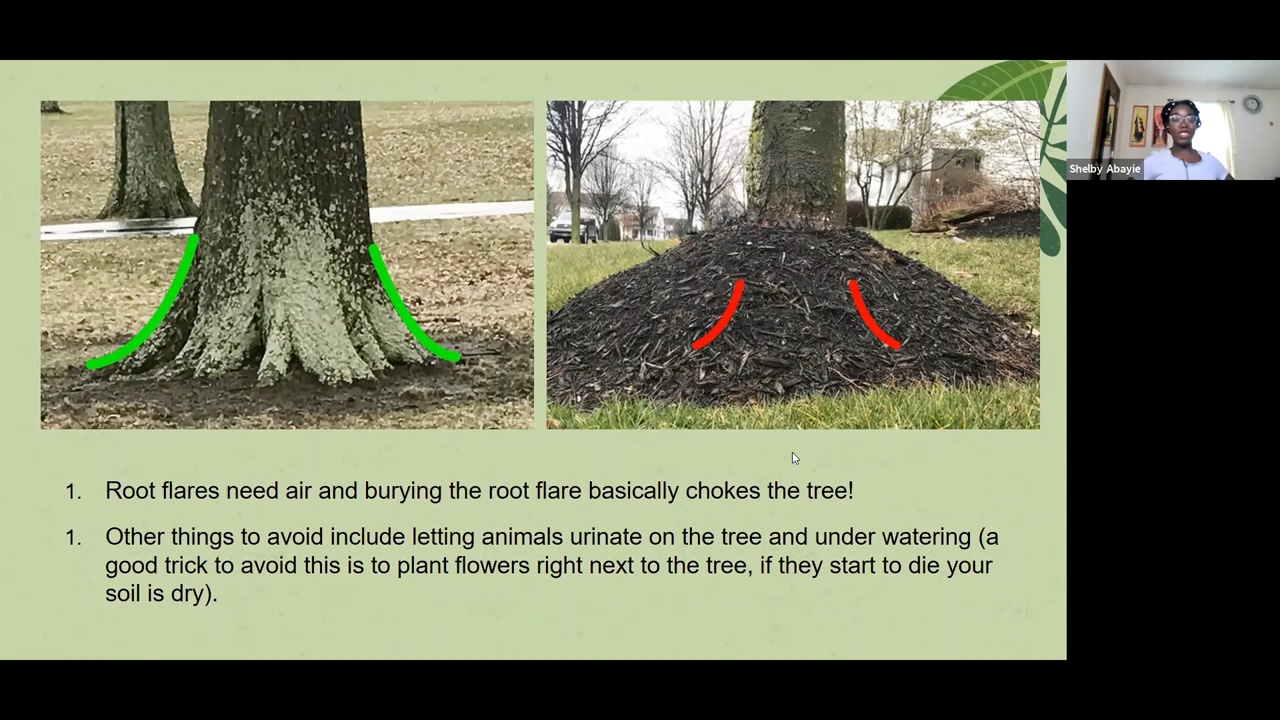 Shelby Abayie
1. Root flares need air and burying the root flare basically chokes the tree!
1. Other things to avoid include letting animals urinate on the tree and under watering (a
good trick to avoid this is to plant flowers right next to the tree, if they start to die your
soil is dry).